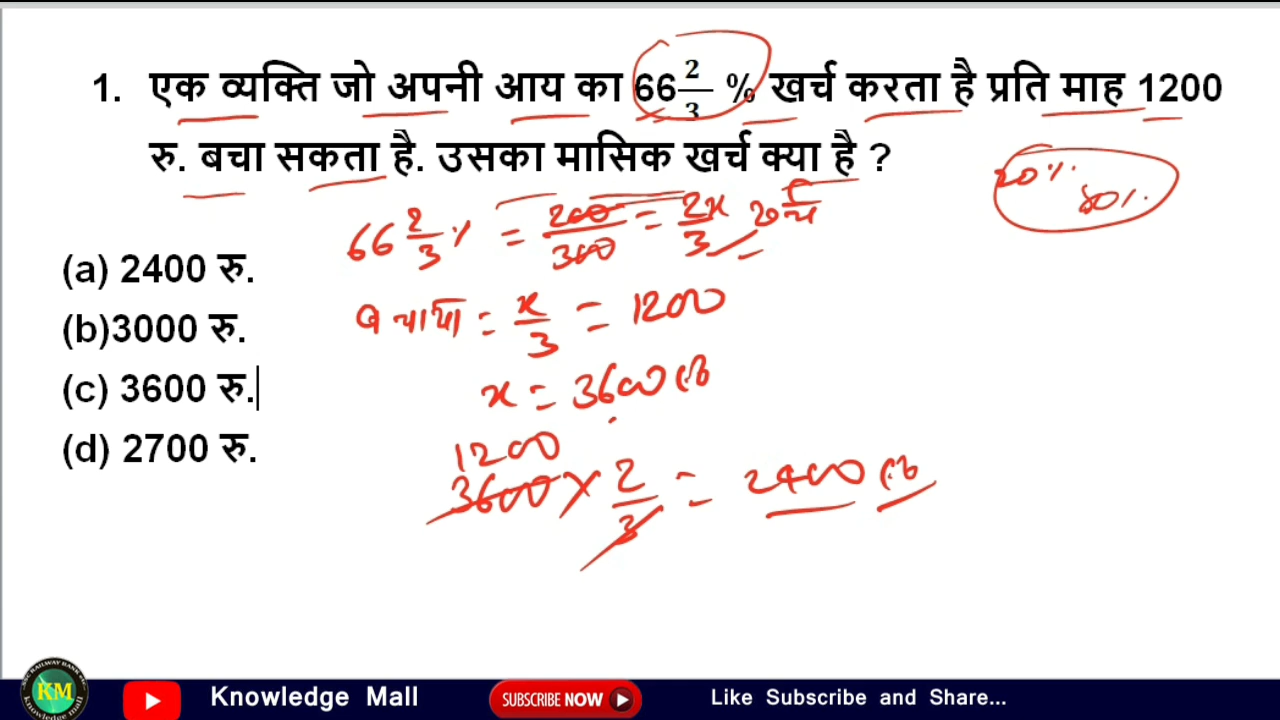 1. एक व्यक्ति जो अपनी आय का 66 2/3 % खर्च करता है प्रति माह 1200
रु. बचा सकता है. उसका मासिक खर्च क्या है ?
20%. 80%.
66 2/3 % = 200/300 = 2x/3 खर्च
(a) 2400 रु.
बचाया = x/3 = 1200
(b)3000 रु.
x = 3600 रु
(c) 3600 रु.
1200
(d) 2700 रु.
3600 × 2/3 = 2400 रु
KM
Knowledge Mall
SUBSCRIBE NOW
Like Subscribe and Share...